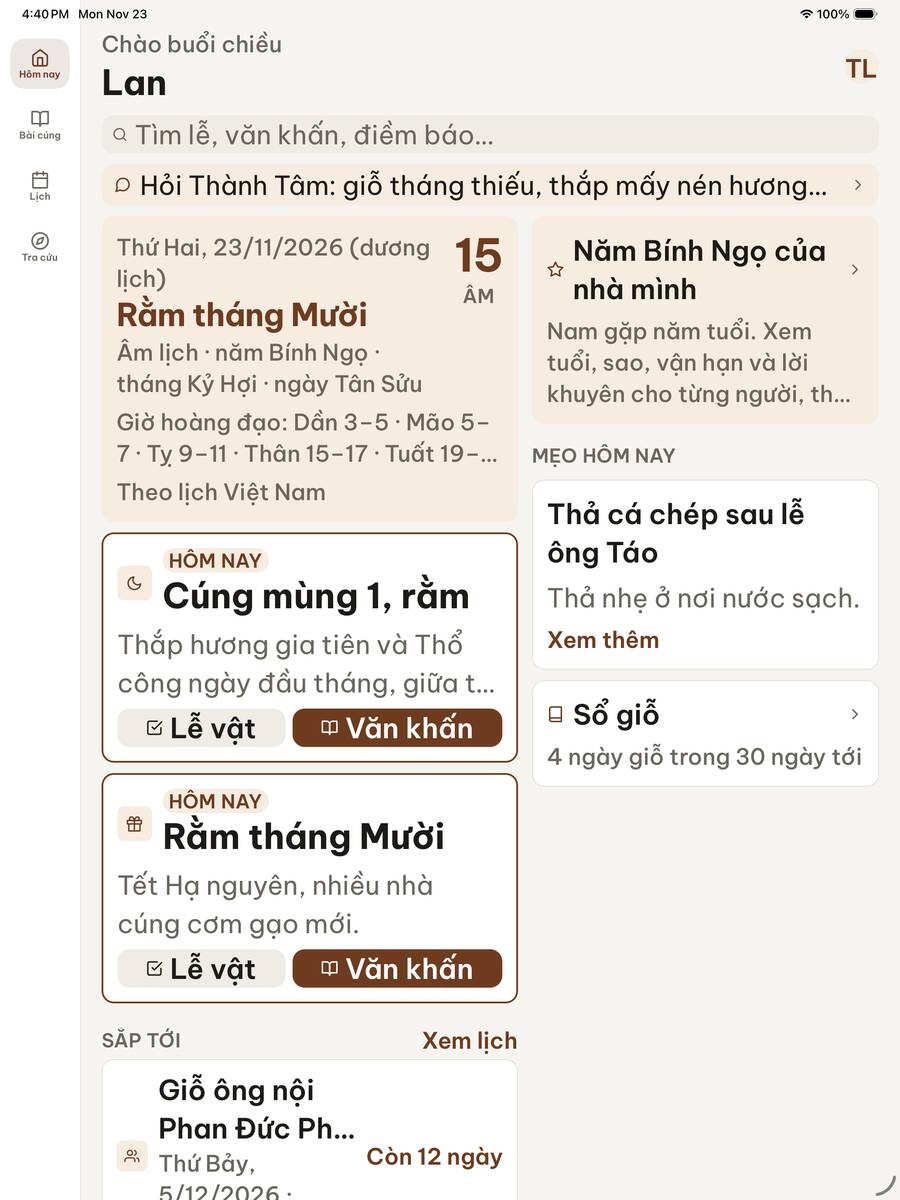 4:40 PM Mon Nov 23
100%
Hôm nay
Bài cúng
Lịch
Tra cứu
Chào buổi chiều
Lan
TL
Tìm lễ, văn khấn, điềm báo...
Hỏi Thành Tâm: giỗ tháng thiếu, thắp mấy nén hương...
Thứ Hai, 23/11/2026 (dương
lịch)
15
ÂM
Rằm tháng Mười
Âm lịch · năm Bính Ngọ ·
tháng Kỷ Hợi · ngày Tân Sửu
Giờ hoàng đạo: Dần 3–5 · Mão 5–
7 · Tỵ 9–11 · Thân 15–17 · Tuất 19–...
Theo lịch Việt Nam
HÔM NAY
Cúng mùng 1, rằm
Thắp hương gia tiên và Thổ
công ngày đầu tháng, giữa t...
Lễ vật
Văn khấn
HÔM NAY
Rằm tháng Mười
Tết Hạ nguyên, nhiều nhà
cúng cơm gạo mới.
Lễ vật
Văn khấn
SẮP TỚI
Xem lịch
Giỗ ông nội
Phan Đức Ph...
Thứ Bảy,
5/12/2026 ·
Còn 12 ngày
Năm Bính Ngọ của
nhà mình
Nam gặp năm tuổi. Xem
tuổi, sao, vận hạn và lời
khuyên cho từng người, th...
MẸO HÔM NAY
Thả cá chép sau lễ
ông Táo
Thả nhẹ ở nơi nước sạch.
Xem thêm
Sổ giỗ
4 ngày giỗ trong 30 ngày tới